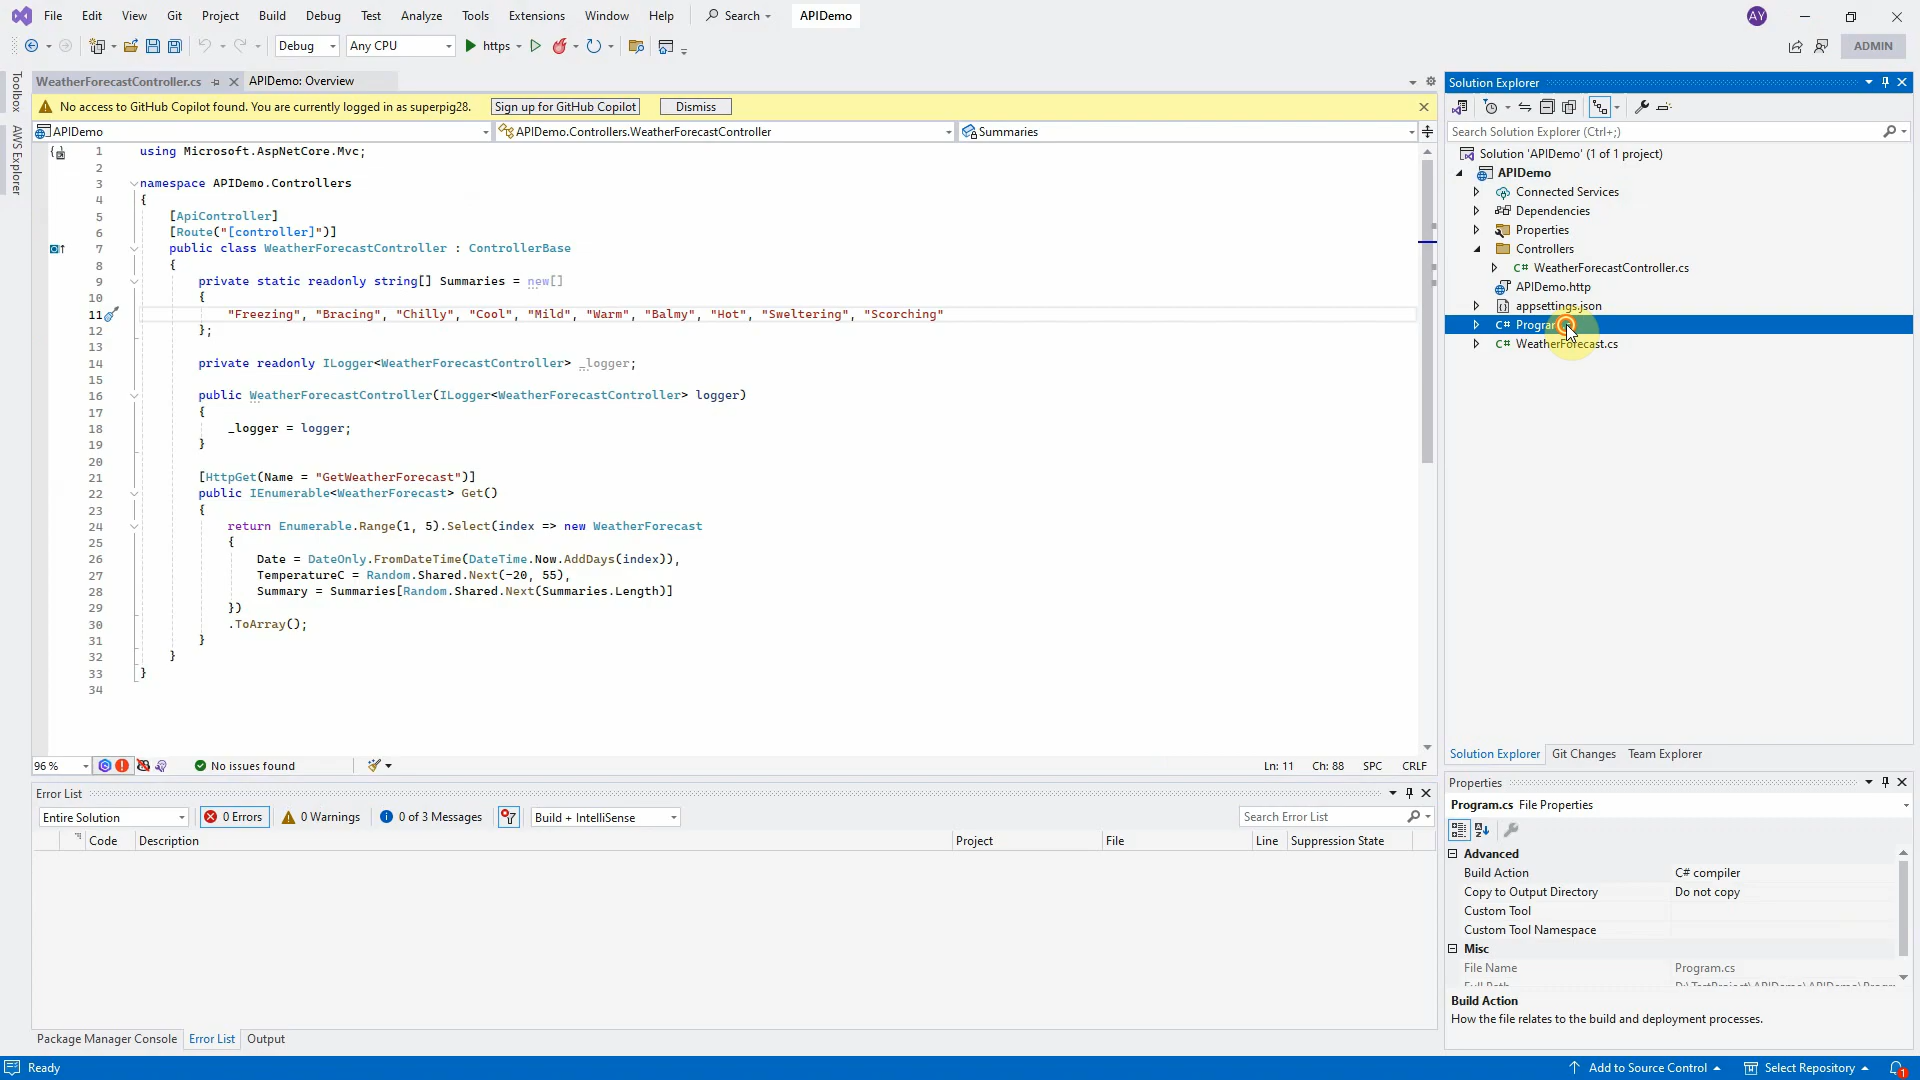 File Edit View Git Project Build Debug Test Analyze Tools Extensions Window Help Search APIDemo AY
Debug Any CPU https ADMIN
Toolbox
AWS Explorer
WeatherForecastController.cs APIDemo: Overview
No access to GitHub Copilot found. You are currently logged in as superpig28. Sign up for GitHub Copilot Dismiss
APIDemo APIDemo.Controllers.WeatherForecastController Summaries
1 using Microsoft.AspNetCore.Mvc;
2
3 namespace APIDemo.Controllers
4 {
5 [ApiController]
6 [Route("[controller]")]
7 public class WeatherForecastController : ControllerBase
8 {
9 private static readonly string[] Summaries = new[]
10 {
11 "Freezing", "Bracing", "Chilly", "Cool", "Mild", "Warm", "Balmy", "Hot", "Sweltering", "Scorching"
12 };
13
14 private readonly ILogger<WeatherForecastController> _logger;
15
16 public WeatherForecastController(ILogger<WeatherForecastController> logger)
17 {
18 _logger = logger;
19 }
20
21 [HttpGet(Name = "GetWeatherForecast")]
22 public IEnumerable<WeatherForecast> Get()
23 {
24 return Enumerable.Range(1, 5).Select(index => new WeatherForecast
25 {
26 Date = DateOnly.FromDateTime(DateTime.Now.AddDays(index)),
27 TemperatureC = Random.Shared.Next(-20, 55),
28 Summary = Summaries[Random.Shared.Next(Summaries.Length)]
29 })
30 .ToArray();
31 }
32 }
33 }
34
96 % No issues found Ln: 11 Ch: 88 SPC CRLF
Error List
Entire Solution 0 Errors 0 Warnings 0 of 3 Messages Build + IntelliSense Search Error List
Code Description Project File Line Suppression State
Package Manager Console Error List Output
Solution Explorer
Search Solution Explorer (Ctrl+;)
Solution 'APIDemo' (1 of 1 project)
APIDemo
Connected Services
Dependencies
Properties
Controllers
C# WeatherForecastController.cs
APIDemo.http
appsettings.json
C# Program
C# WeatherForecast.cs
Solution Explorer Git Changes Team Explorer
Properties
Program.cs File Properties
Advanced
Build Action C# compiler
Copy to Output Directory Do not copy
Custom Tool
Custom Tool Namespace
Misc
File Name Program.cs
Build Action
How the file relates to the build and deployment processes.
Ready Add to Source Control Select Repository 1